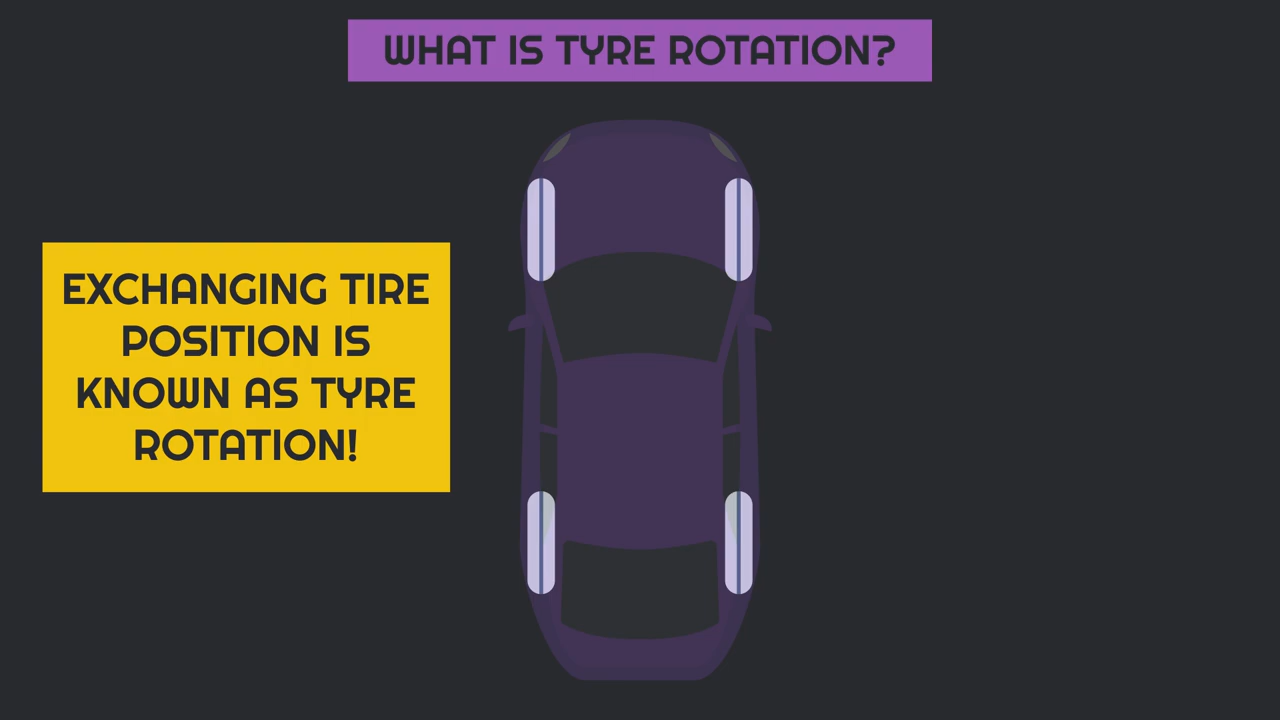 WHAT IS TYRE ROTATION?
EXCHANGING TIRE
POSITION IS
KNOWN AS TYRE
ROTATION!